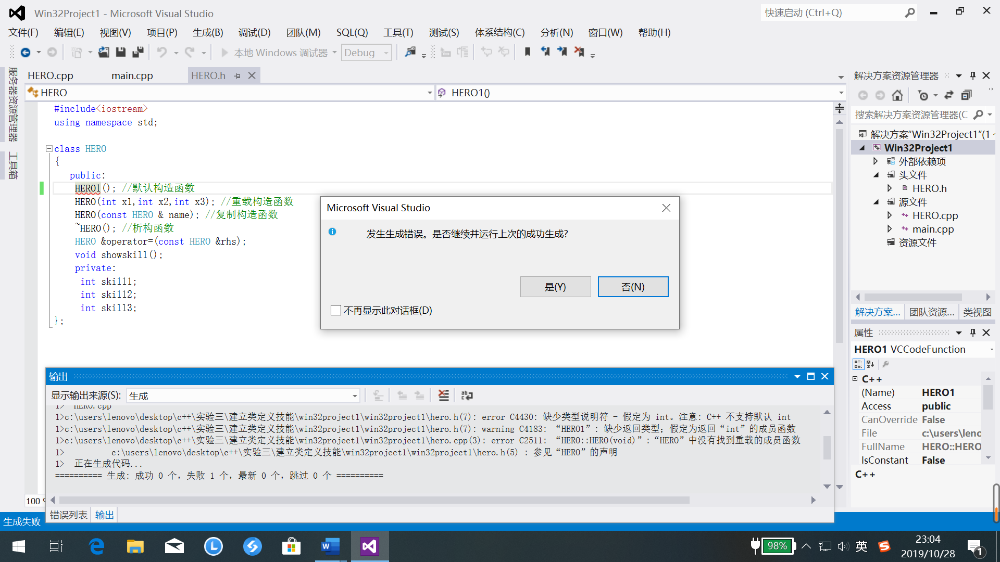 Win32Project1 - Microsoft Visual Studio
快速启动 (Ctrl+Q)
文件(F) 编辑(E) 视图(V) 项目(P) 生成(B) 调试(D) 团队(M) SQL(Q) 工具(T) 测试(S) 体系结构(C) 分析(N) 窗口(W) 帮助(H)
本地 Windows 调试器 Debug
服务器资源管理器
工具箱
HERO.cpp main.cpp HERO.h
HERO HERO1()
#include<iostream>
using namespace std;
class HERO
{
public:
HERO1(); //默认构造函数
HERO(int x1,int x2,int x3); //重载构造函数
HERO(const HERO & name); //复制构造函数
~HERO(); //析构函数
HERO &operator=(const HERO &rhs);
void showskill();
private:
int skill1;
int skill2;
int skill3;
};
100
Microsoft Visual Studio
发生生成错误。是否继续并运行上次的成功生成?
是(Y) 否(N)
不再显示此对话框(D)
输出
显示输出来源(S): 生成
1> HERO.cpp
1>c:\users\lenovo\desktop\c++\实验三\建立类定义技能\win32project1\win32project1\hero.h(7): error C4430: 缺少类型说明符 - 假定为 int。注意: C++ 不支持默认 int
1>c:\users\lenovo\desktop\c++\实验三\建立类定义技能\win32project1\win32project1\hero.h(7): warning C4183: “HERO1”: 缺少返回类型；假定为返回“int”的成员函数
1>c:\users\lenovo\desktop\c++\实验三\建立类定义技能\win32project1\win32project1\hero.cpp(3): error C2511: “HERO::HERO(void)”:“HERO”中没有找到重载的成员函数
1> c:\users\lenovo\desktop\c++\实验三\建立类定义技能\win32project1\win32project1\hero.h(5) : 参见“HERO”的声明
1> 正在生成代码...
========== 生成: 成功 0 个，失败 1 个，最新 0 个，跳过 0 个 ==========
错误列表 输出
生成失败
解决方案资源管理器
搜索解决方案资源管理器(C
解决方案“Win32Project1”(1
Win32Project1
外部依赖项
头文件
HERO.h
源文件
HERO.cpp
main.cpp
资源文件
解决方案... 团队资源... 类视图
属性
HERO1 VCCodeFunction
C++
(Name) HERO1
Access public
CanOverride False
File c:\users\leno
FullName HERO::HERO
IsConstant False
C++
98%
英
23:04
2019/10/28
1